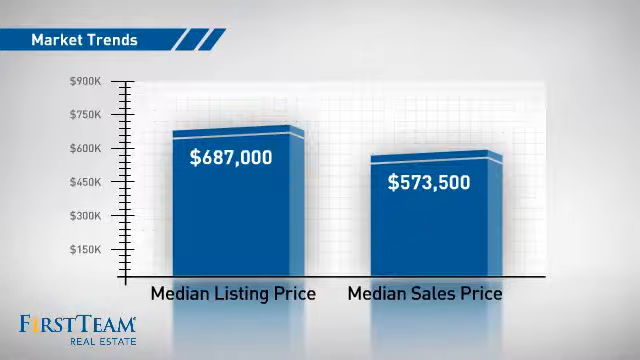 Market Trends
$900K
$750K
$600K
$450K
$300K
$150K
$687,000
$573,500
Median Listing Price
Median Sales Price
FIRSTTEAM®
REAL ESTATE